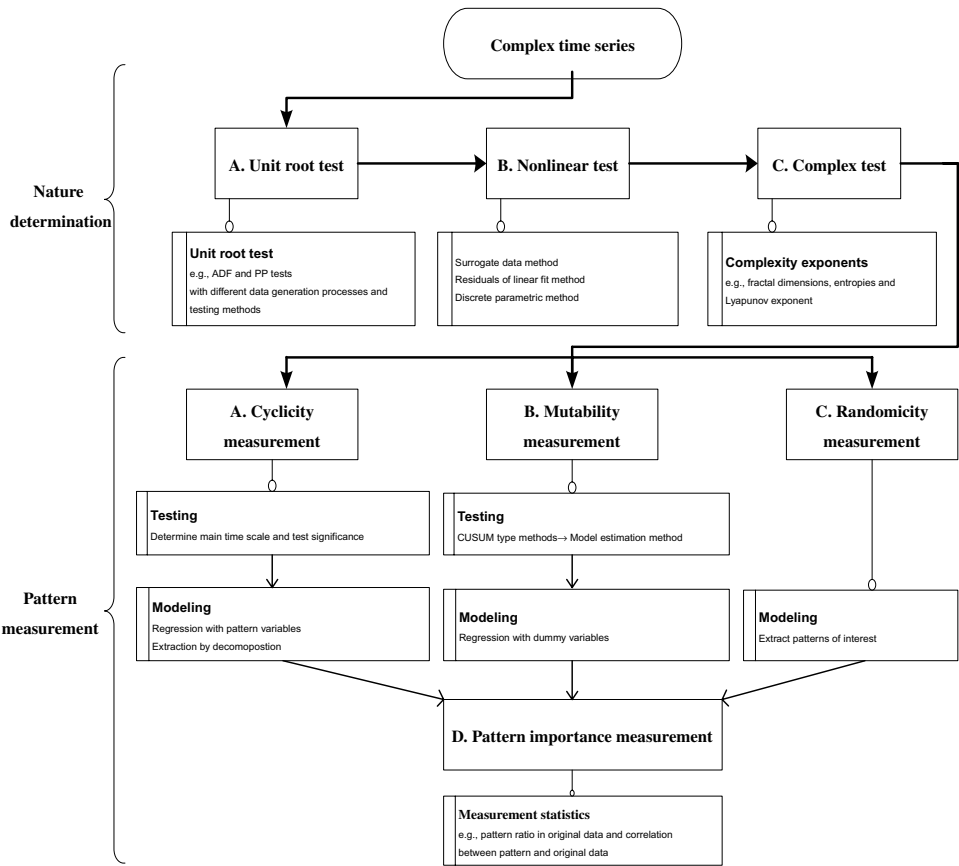 Complex time series
Nature
determination
A. Unit root test
B. Nonlinear test
C. Complex test
Unit root test
e.g., ADF and PP tests
with different data generation processes and
testing methods
Surrogate data method
Residuals of linear fit method
Discrete parametric method
Complexity exponents
e.g., fractal dimensions, entropies and
Lyapunov exponent
Pattern
measurement
A. Cyclicity
measurement
B. Mutability
measurement
C. Randomicity
measurement
Testing
Determine main time scale and test significance
Testing
CUSUM type methods→ Model estimation method
Modeling
Regression with pattern variables
Extraction by decomopostion
Modeling
Regression with dummy variables
Modeling
Extract patterns of interest
D. Pattern importance measurement
Measurement statistics
e.g., pattern ratio in original data and correlation
between pattern and original data